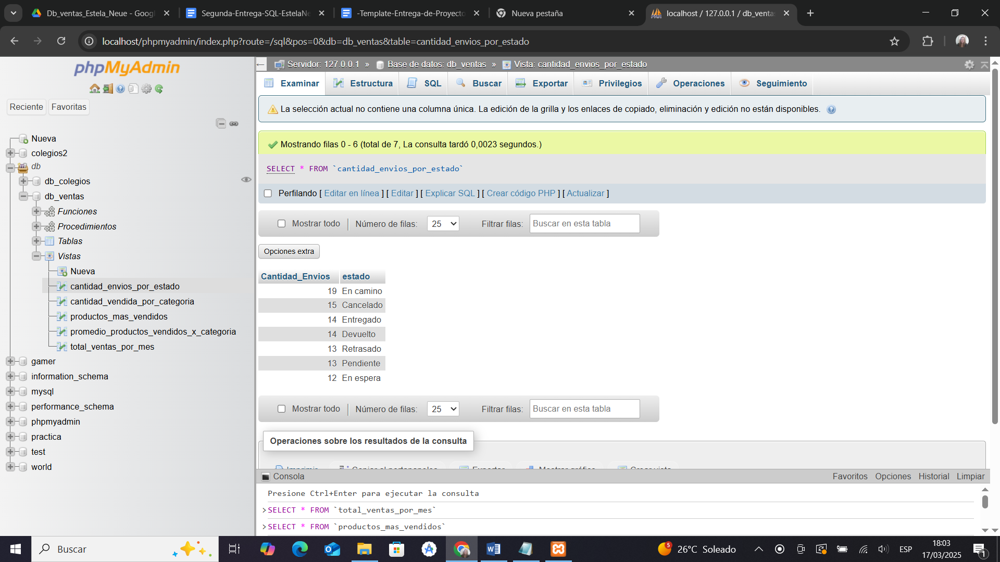 Db_ventas_Estela_Neue - Googl
Segunda-Entrega-SQL-EstelaNe
-Template-Entrega-de-Proyecto
Nueva pestaña
localhost / 127.0.0.1 / db_ventas
localhost/phpmyadmin/index.php?route=/sql&pos=0&db=db_ventas&table=cantidad_envios_por_estado
phpMyAdmin
Reciente
Favoritas
Nueva
colegios2
db
db_colegios
db_ventas
Funciones
Procedimientos
Tablas
Vistas
Nueva
cantidad_envios_por_estado
cantidad_vendida_por_categoria
productos_mas_vendidos
promedio_productos_vendidos_x_categoria
total_ventas_por_mes
gamer
information_schema
mysql
performance_schema
phpmyadmin
practica
test
world
Servidor: 127.0.0.1 » Base de datos: db_ventas » Vista: cantidad_envios_por_estado
Examinar Estructura SQL Buscar Exportar Privilegios Operaciones Seguimiento
La selección actual no contiene una columna única. La edición de la grilla y los enlaces de copiado, eliminación y edición no están disponibles.
Mostrando filas 0 - 6 (total de 7, La consulta tardó 0,0023 segundos.)
SELECT * FROM `cantidad_envios_por_estado`
Perfilando [ Editar en línea ] [ Editar ] [ Explicar SQL ] [ Crear código PHP ] [ Actualizar ]
Mostrar todo Número de filas: 25 Filtrar filas: Buscar en esta tabla
Opciones extra
Cantidad_Envios estado
19 En camino
15 Cancelado
14 Entregado
14 Devuelto
13 Retrasado
13 Pendiente
12 En espera
Mostrar todo Número de filas: 25 Filtrar filas: Buscar en esta tabla
Operaciones sobre los resultados de la consulta
Imprimir Copiar al portapapeles Exportar Mostrar gráfico Crear vista
Consola Favoritos Opciones Historial Limpiar
Presione Ctrl+Enter para ejecutar la consulta
>SELECT * FROM `total_ventas_por_mes`
>SELECT * FROM `productos_mas_vendidos`
Buscar
5
26°C Soleado
ESP
18:03
17/03/2025
1